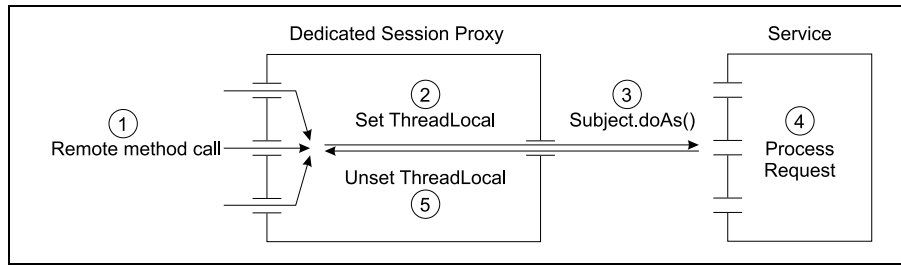 Dedicated Session Proxy
Service
1
Remote method call
2
Set ThreadLocal
3
Subject.doAs()
4
Process
Request
Unset ThreadLocal
5